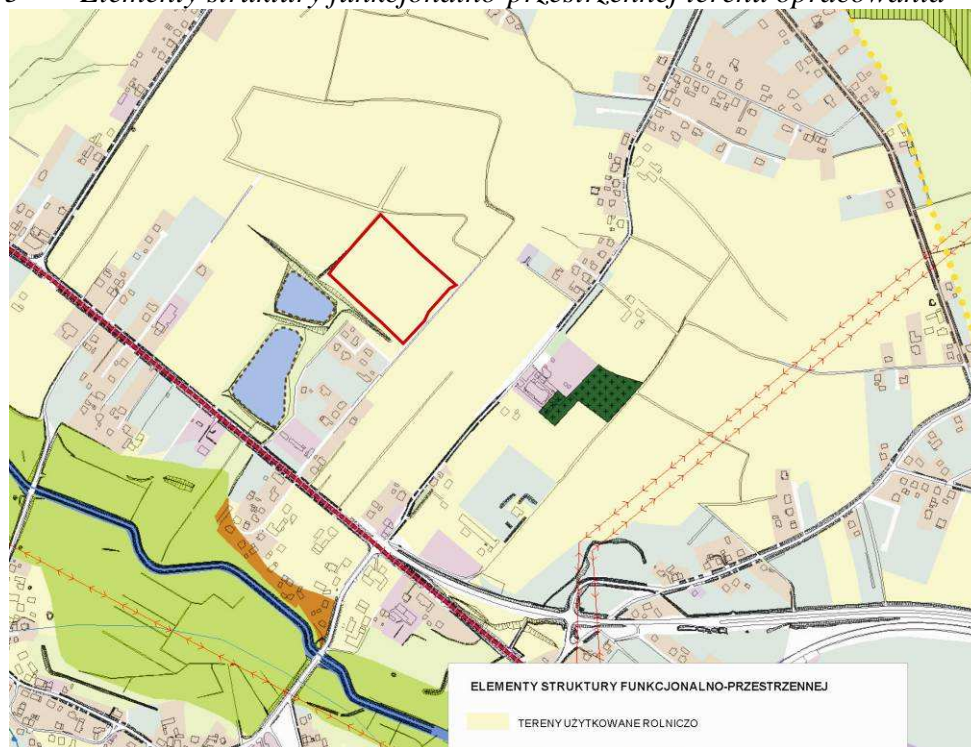 Elementy struktury funkcjonalno-przestrzennej terenu opracowania
ELEMENTY STRUKTURY FUNKCJONALNO-PRZESTRZENNEJ
TERENY UŻYTKOWANE ROLNICZO